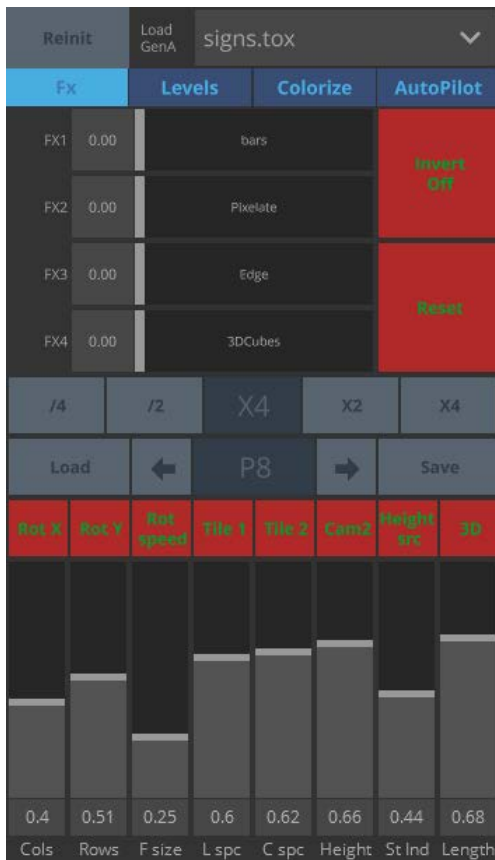 Reinit
Load
GenA
signs.tox
Fx
Levels
Colorize
AutoPilot
FX1
0.00
bars
Invert
Off
FX2
0.00
Pixelate
FX3
0.00
Edge
Reset
FX4
0.00
3DCubes
/4
/2
X4
X2
X4
Load
P8
Save
Rot X
Rot Y
Rot
speed
Tile 1
Tile 2
Cam2
Height
src
3D
0.4
0.51
0.25
0.6
0.62
0.66
0.44
0.68
Cols
Rows
F size
L spc
C spc
Height
St Ind
Length